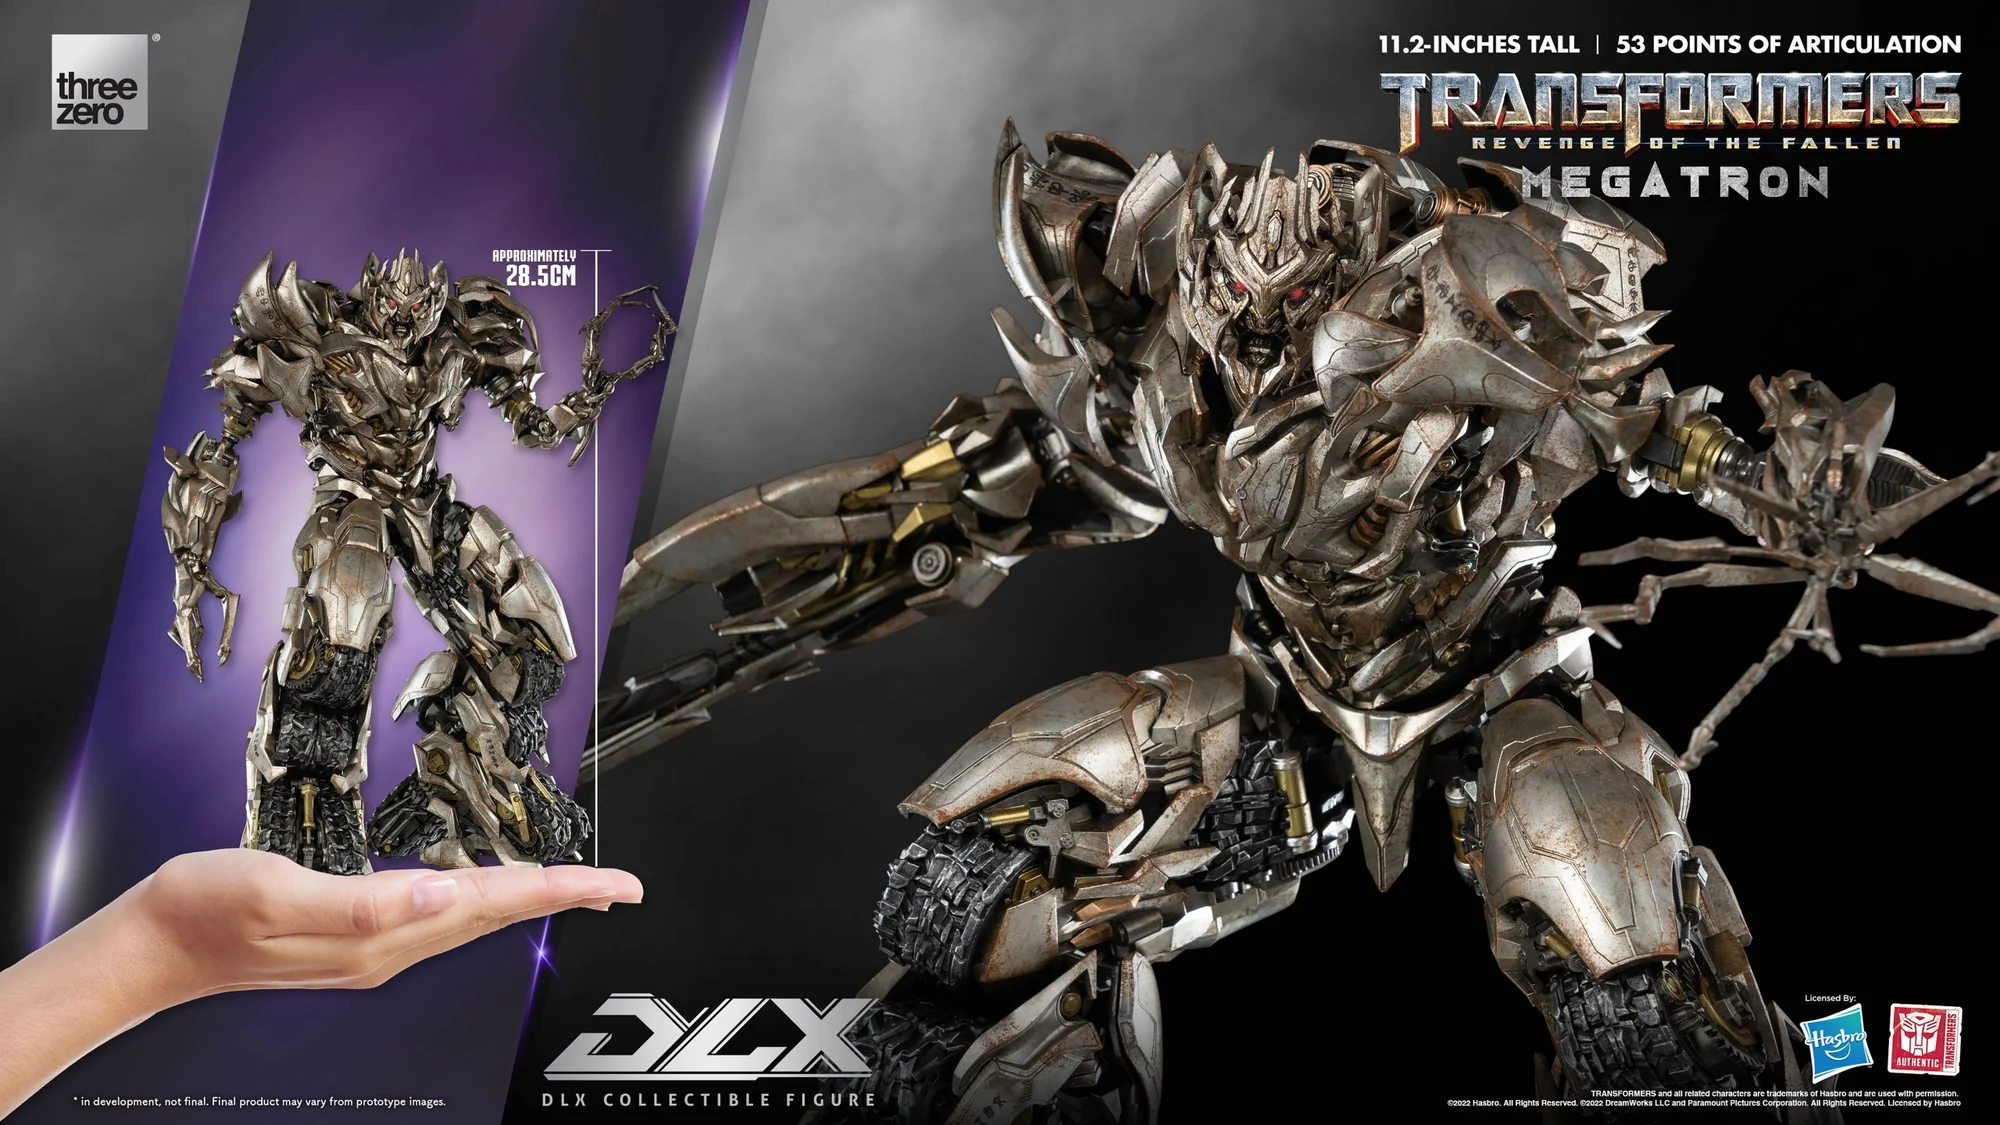 three
zero
®
11.2-INCHES TALL | 53 POINTS OF ARTICULATION
TRANSFORMERS
REVENGE OF THE FALLEN
MEGATRON
APPROXIMATELY
28.5CM
DLX
DLX COLLECTIBLE FIGURE
* in development, not final. Final product may vary from prototype images.
Licensed By:
Hasbro
AUTHENTIC
TRANSFORMERS
TRANSFORMERS and all related characters are trademarks of Hasbro and are used with permission.
©2022 Hasbro. All Rights Reserved. ©2022 DreamWorks LLC and Paramount Pictures Corporation. All Rights Reserved. Licensed by Hasbro